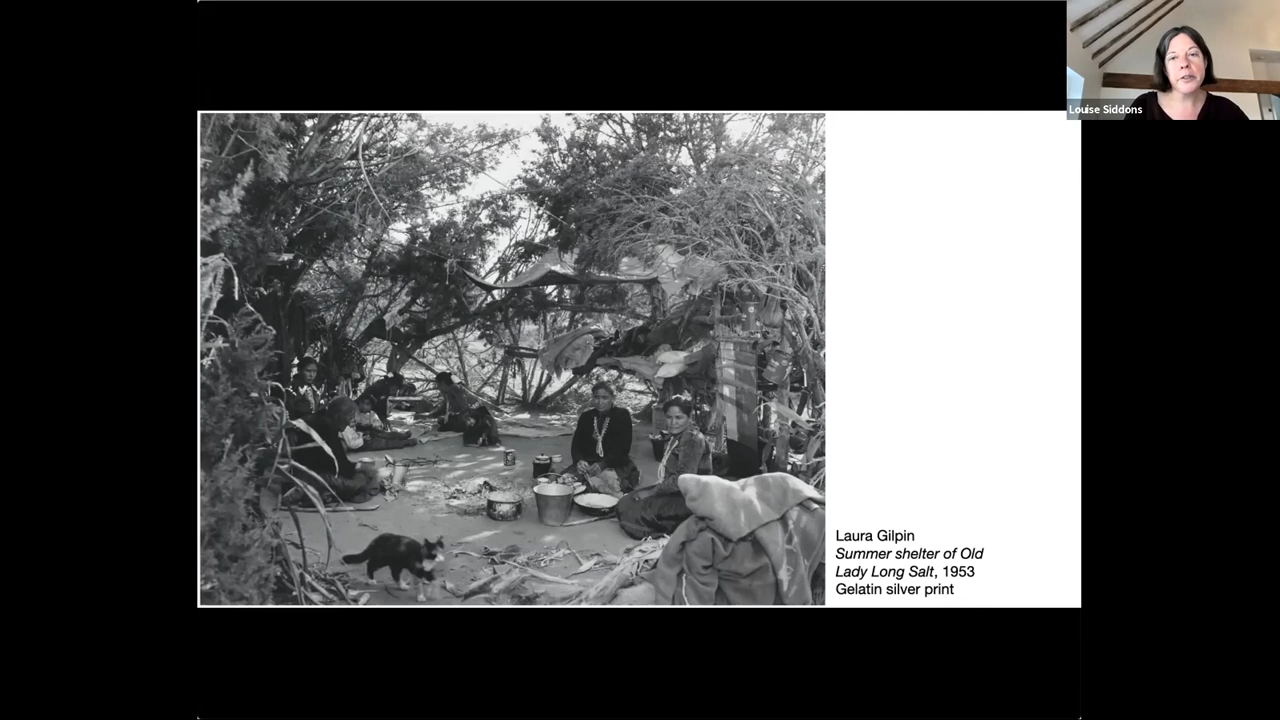 Louise Siddons
Laura Gilpin
Summer shelter of Old
Lady Long Salt, 1953
Gelatin silver print